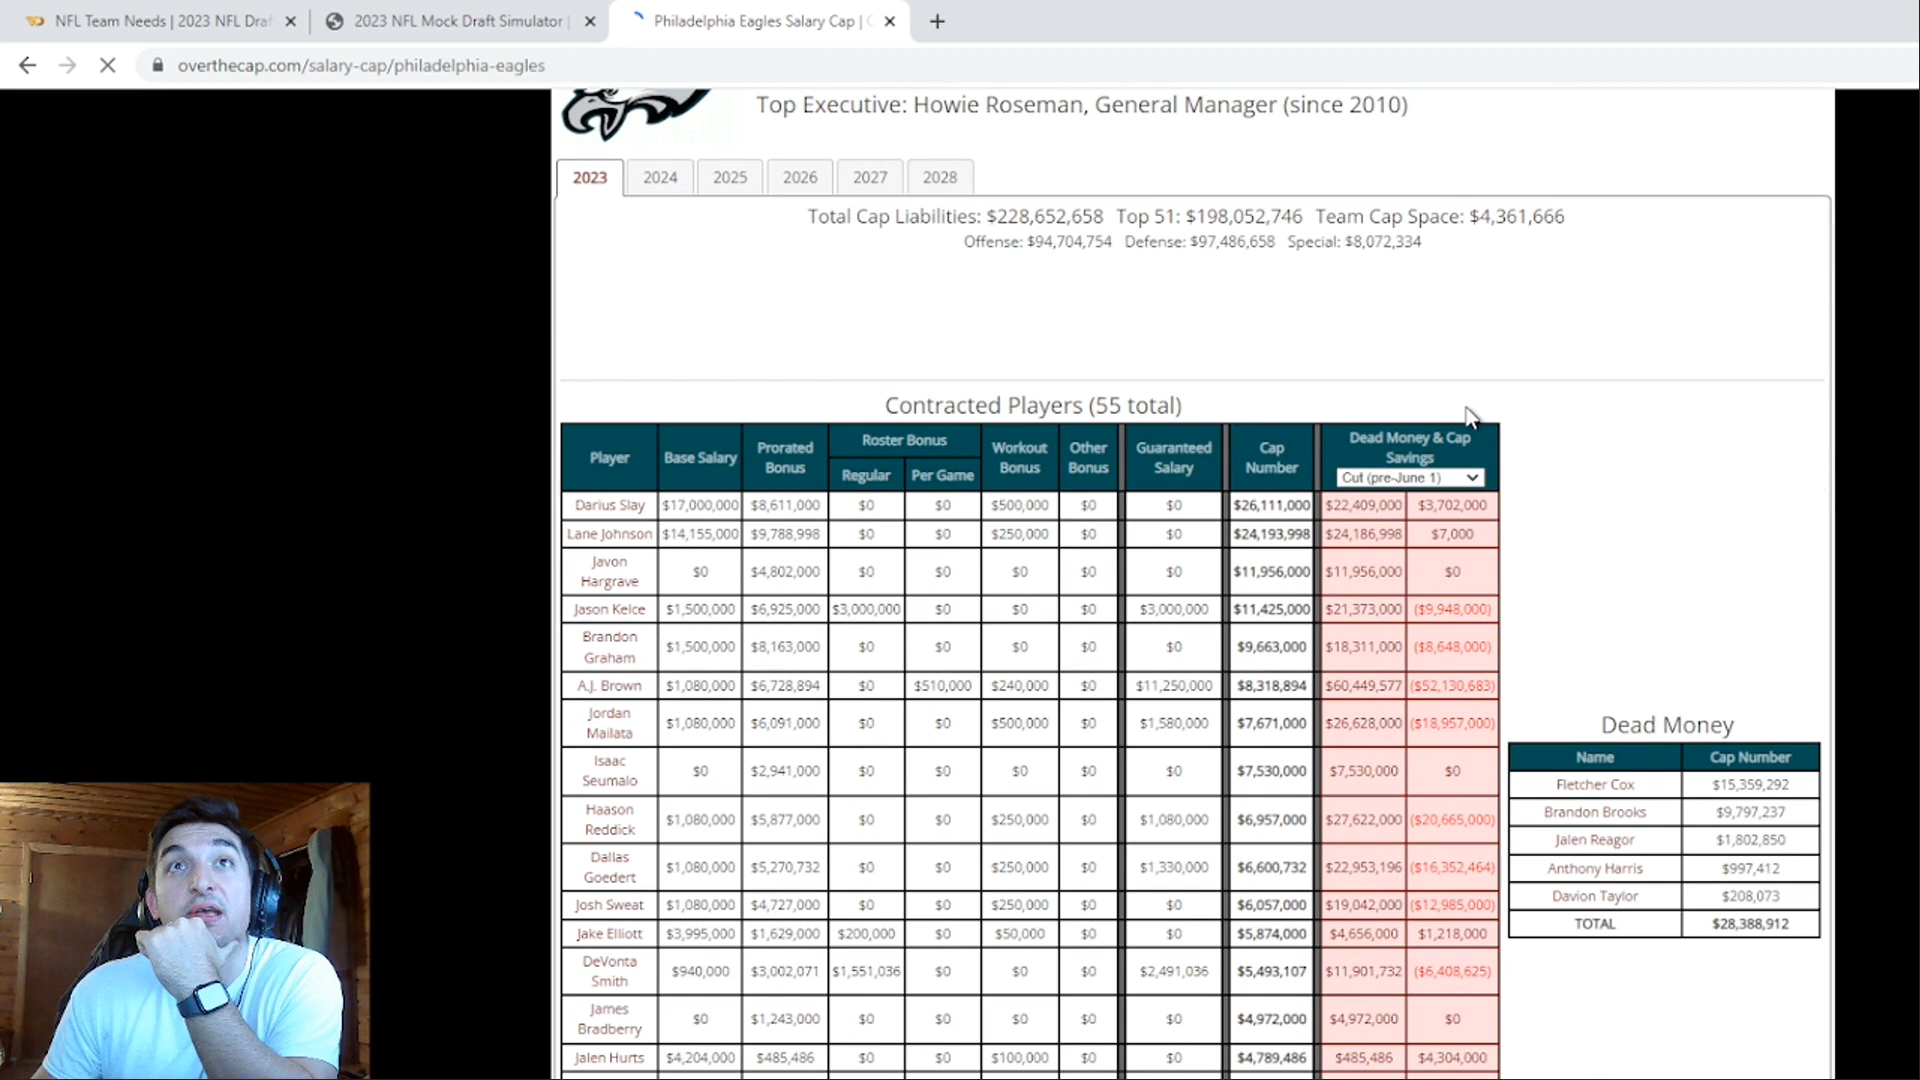 NFL Team Needs | 2023 NFL Dra
2023 NFL Mock Draft Simulator |
Philadelphia Eagles Salary Cap |
overthecap.com/salary-cap/philadelphia-eagles
Top Executive: Howie Roseman, General Manager (since 2010)
2023 2024 2025 2026 2027 2028
Total Cap Liabilities: $228,652,658 Top 51: $198,052,746 Team Cap Space: $4,361,666
Offense: $94,704,754 Defense: $97,486,658 Special: $8,072,334
Contracted Players (55 total)
Player Base Salary Prorated Bonus Roster Bonus Regular Per Game Workout Bonus Other Bonus Guaranteed Salary Cap Number Dead Money & Cap Savings
Cut (pre-June 1)
Darius Slay $17,000,000 $8,611,000 $0 $0 $500,000 $0 $0 $26,111,000 $22,409,000 $3,702,000
Lane Johnson $14,155,000 $9,788,998 $0 $0 $250,000 $0 $0 $24,193,998 $24,186,998 $7,000
Javon Hargrave $0 $4,802,000 $0 $0 $0 $0 $0 $11,956,000 $11,956,000 $0
Jason Kelce $1,500,000 $6,925,000 $3,000,000 $0 $0 $0 $3,000,000 $11,425,000 $21,373,000 ($9,948,000)
Brandon Graham $1,500,000 $8,163,000 $0 $0 $0 $0 $0 $9,663,000 $18,311,000 ($8,648,000)
A.J. Brown $1,080,000 $6,728,894 $0 $510,000 $240,000 $0 $11,250,000 $8,318,894 $60,449,577 ($52,130,683)
Jordan Mailata $1,080,000 $6,091,000 $0 $0 $500,000 $0 $1,580,000 $7,671,000 $26,628,000 ($18,957,000)
Isaac Seumalo $0 $2,941,000 $0 $0 $0 $0 $0 $7,530,000 $7,530,000 $0
Haason Reddick $1,080,000 $5,877,000 $0 $0 $250,000 $0 $1,080,000 $6,957,000 $27,622,000 ($20,665,000)
Dallas Goedert $1,080,000 $5,270,732 $0 $0 $250,000 $0 $1,330,000 $6,600,732 $22,953,196 ($16,352,464)
Josh Sweat $1,080,000 $4,727,000 $0 $0 $250,000 $0 $0 $6,057,000 $19,042,000 ($12,985,000)
Jake Elliott $3,995,000 $1,629,000 $200,000 $0 $50,000 $0 $0 $5,874,000 $4,656,000 $1,218,000
DeVonta Smith $940,000 $3,002,071 $1,551,036 $0 $0 $0 $2,491,036 $5,493,107 $11,901,732 ($6,408,625)
James Bradberry $0 $1,243,000 $0 $0 $0 $0 $0 $4,972,000 $4,972,000 $0
Jalen Hurts $4,204,000 $485,486 $0 $0 $100,000 $0 $0 $4,789,486 $485,486 $4,304,000
Dead Money
Name Cap Number
Fletcher Cox $15,359,292
Brandon Brooks $9,797,237
Jalen Reagor $1,802,850
Anthony Harris $997,412
Davion Taylor $208,073
TOTAL $28,388,912